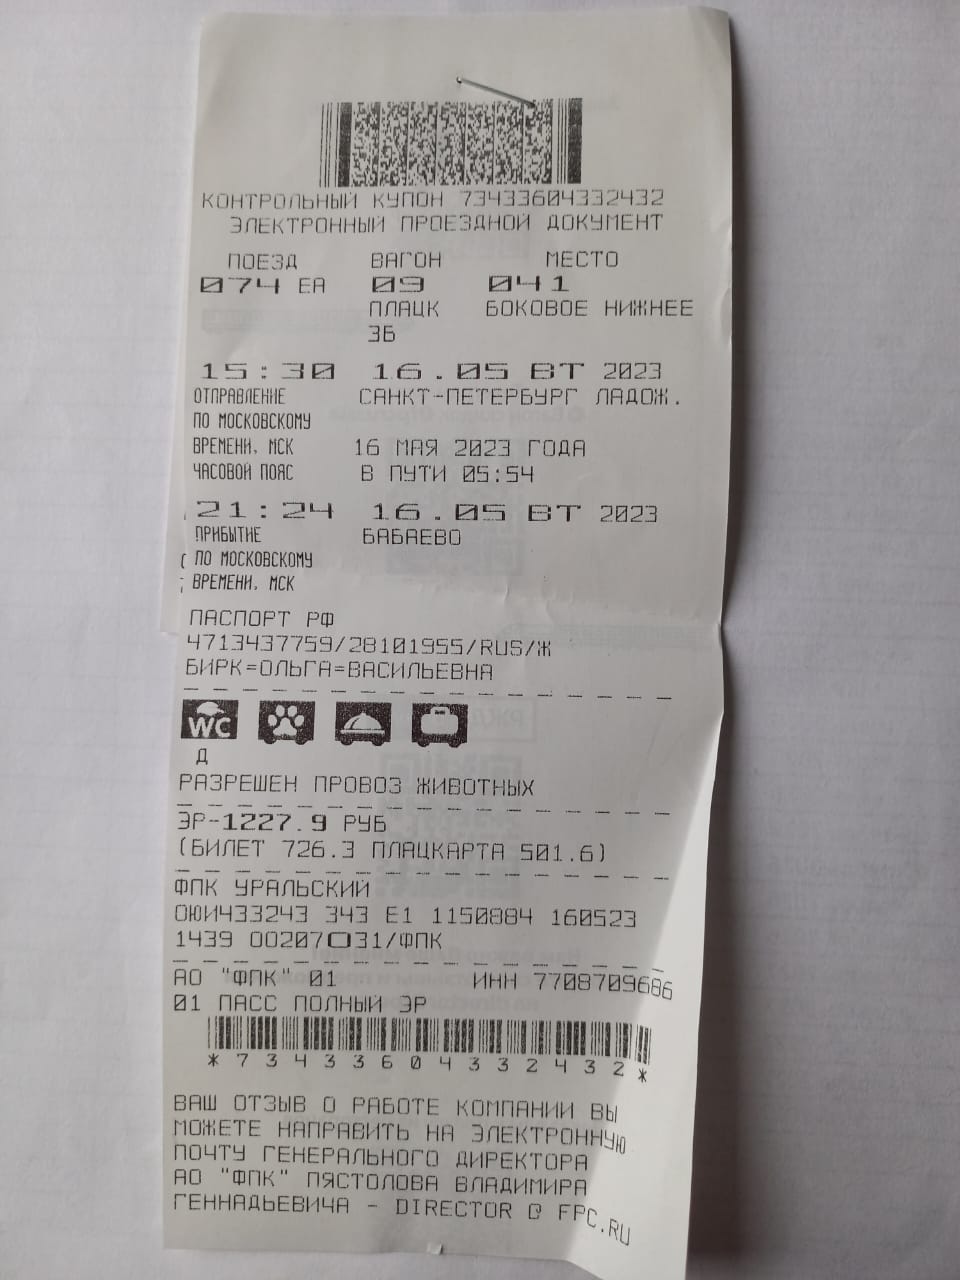 КОНТРОЛЬНЫЙ КУПОН 73433604332432
ЭЛЕКТРОННЫЙ ПРОЕЗДНОЙ ДОКУМЕНТ
ПОЕЗД ВАГОН МЕСТО
074 ЕА 09 041
ПЛАЦК БОКОВОЕ НИЖНЕЕ
3Б
15:30 16.05 ВТ 2023
ОТПРАВЛЕНИЕ САНКТ-ПЕТЕРБУРГ ЛАДОЖ.
ПО МОСКОВСКОМУ
ВРЕМЕНИ, МСК 16 МАЯ 2023 ГОДА
ЧАСОВОЙ ПОЯС В ПУТИ 05:54
21:24 16.05 ВТ 2023
ПРИБЫТИЕ БАБАЕВО
ПО МОСКОВСКОМУ
ВРЕМЕНИ, МСК
ПАСПОРТ РФ
4713437759/28101955/RUS/Ж
БИРК=ОЛЬГА=ВАСИЛЬЕВНА
WC
Д
РАЗРЕШЕН ПРОВОЗ ЖИВОТНЫХ
ЭР-1227.9 РУБ
(БИЛЕТ 726.3 ПЛАЦКАРТА 501.6)
ФПК УРАЛЬСКИЙ
ОЮИ433243 343 Е1 1150884 160523
1439 00207О31/ФПК
АО "ФПК" 01 ИНН 7708709686
01 ПАСС ПОЛНЫЙ ЭР
*73433604332432*
ВАШ ОТЗЫВ О РАБОТЕ КОМПАНИИ ВЫ
МОЖЕТЕ НАПРАВИТЬ НА ЭЛЕКТРОННУЮ
ПОЧТУ ГЕНЕРАЛЬНОГО ДИРЕКТОРА
АО "ФПК" ПЯСТОЛОВА ВЛАДИМИРА
ГЕННАДЬЕВИЧА - DIRECTOR @ FPC.RU